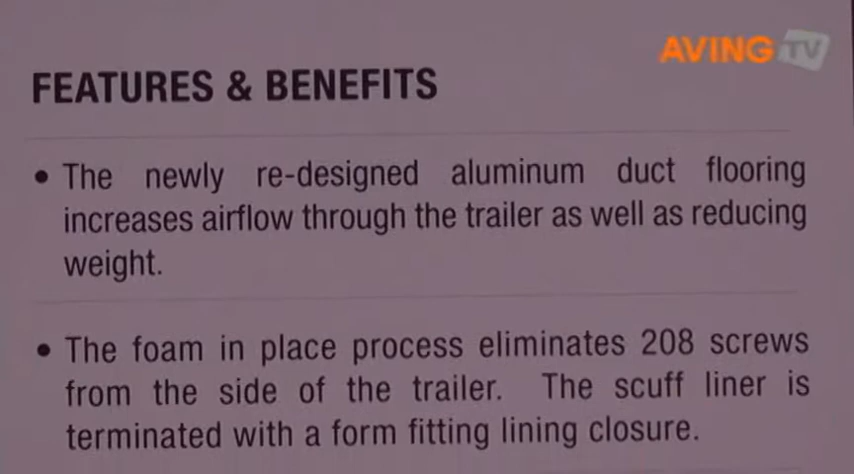 AVING TV
FEATURES & BENEFITS
• The newly re-designed aluminum duct flooring
increases airflow through the trailer as well as reducing
weight.
• The foam in place process eliminates 208 screws
from the side of the trailer. The scuff liner is
terminated with a form fitting lining closure.